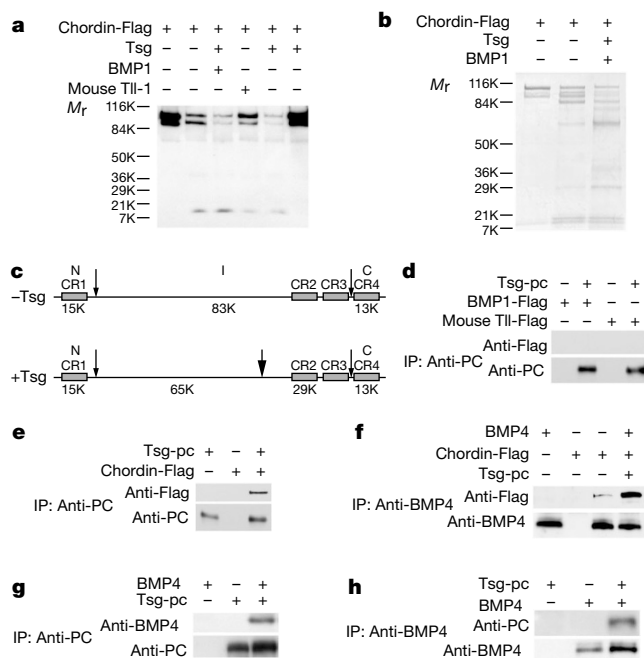 a
Chordin-Flag + + + + + +
Tsg – – + – + +
BMP1 – + + – – –
Mouse Tll-1 – – – + + –
Mr
116K
84K
50K
36K
29K
21K
7K
b
Chordin-Flag + + +
Tsg – – +
BMP1 – + +
Mr
116K
84K
50K
36K
29K
21K
7K
c
N I C
CR1 CR2 CR3 CR4
–Tsg
15K 83K 13K
N C
CR1 CR2 CR3 CR4
+Tsg
15K 65K 29K 13K
d
Tsg-pc – + – +
BMP1-Flag + + – –
Mouse Tll-Flag – – + +
Anti-Flag
IP: Anti-PC
Anti-PC
e
Tsg-pc + – +
Chordin-Flag – + +
Anti-Flag
IP: Anti-PC
Anti-PC
f
BMP4 + – + +
Chordin-Flag – + + +
Tsg-pc – – – +
Anti-Flag
IP: Anti-BMP4
Anti-BMP4
g
BMP4 + – +
Tsg-pc – + +
Anti-BMP4
IP: Anti-PC
Anti-PC
h
Tsg-pc + – +
BMP4 – + +
Anti-PC
IP: Anti-BMP4
Anti-BMP4